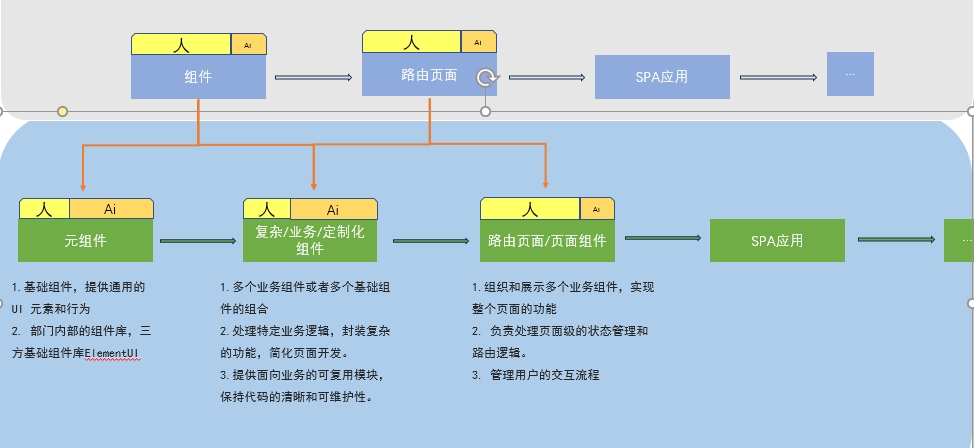 人 Ai
人 Ai
组件
路由页面
SPA应用
...
人 Ai
人 Ai
人 Ai
元组件
复杂/业务/定制化
组件
路由页面/页面组件
SPA应用
...
1.基础组件，提供通用的
UI 元素和行为
2. 部门内部的组件库，三
方基础组件库ElementUI
1.多个业务组件或者多个基础组
件的组合
2.处理特定业务逻辑，封装复杂
的功能，简化页面开发。
3.提供面向业务的可复用模块，
保持代码的清晰和可维护性。
1.组织和展示多个业务组件，实现
整个页面的功能
2. 负责处理页面级的状态管理和
路由逻辑。
3. 管理用户的交互流程